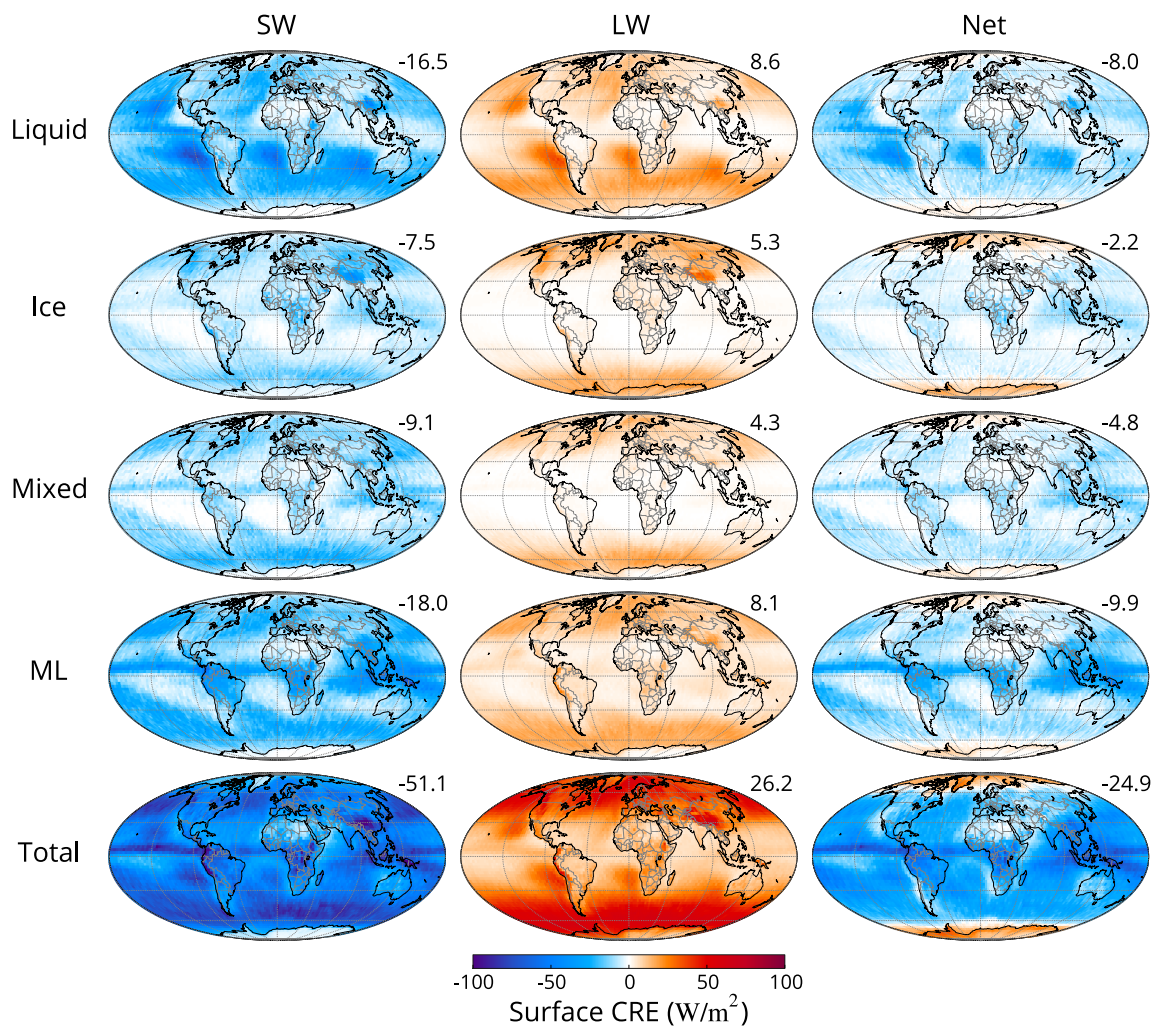 SW LW Net
Liquid -16.5 8.6 -8.0
Ice -7.5 5.3 -2.2
Mixed -9.1 4.3 -4.8
ML -18.0 8.1 -9.9
Total -51.1 26.2 -24.9
-100 -50 0 50 100
Surface CRE (W/m²)